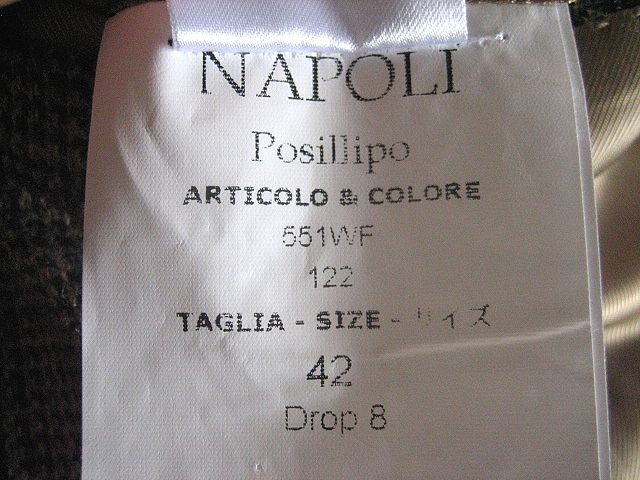 NAPOLI
Posillipo
ARTICOLO & COLORE
551WF
122
TAGLIA - SIZE - サイズ
42
Drop 8